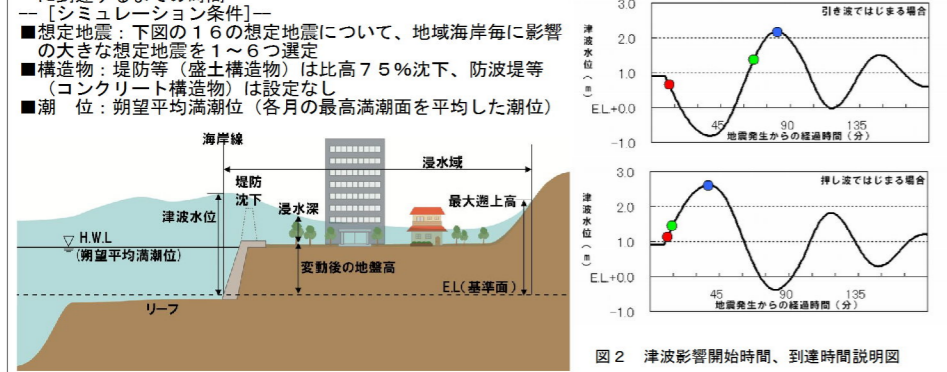 に到達するまでの時間
-- [シミュレーション条件]--
■想定地震：下図の１６の想定地震について、地域海岸毎に影響
の大きな想定地震を１～６つ選定
■構造物：堤防等（盛土構造物）は比高７５％沈下、防波堤等
（コンクリート構造物）は設定なし
■潮　位：朔望平均満潮位（各月の最高満潮面を平均した潮位）
海岸線
浸水域
堤防
沈下
津波水位
浸水深
最大遡上高
H.W.L
(朔望平均満潮位)
変動後の地盤高
E.L(基準面)
リーフ
引き波ではじまる場合
津波水位（m）
3.0
2.0
1.0
E.L+0.0
-1.0
45
90
135
地震発生からの経過時間（分）
押し波ではじまる場合
津波水位（m）
3.0
2.0
1.0
E.L+0.0
-1.0
45
90
135
地震発生からの経過時間（分）
図２　津波影響開始時間、到達時間説明図